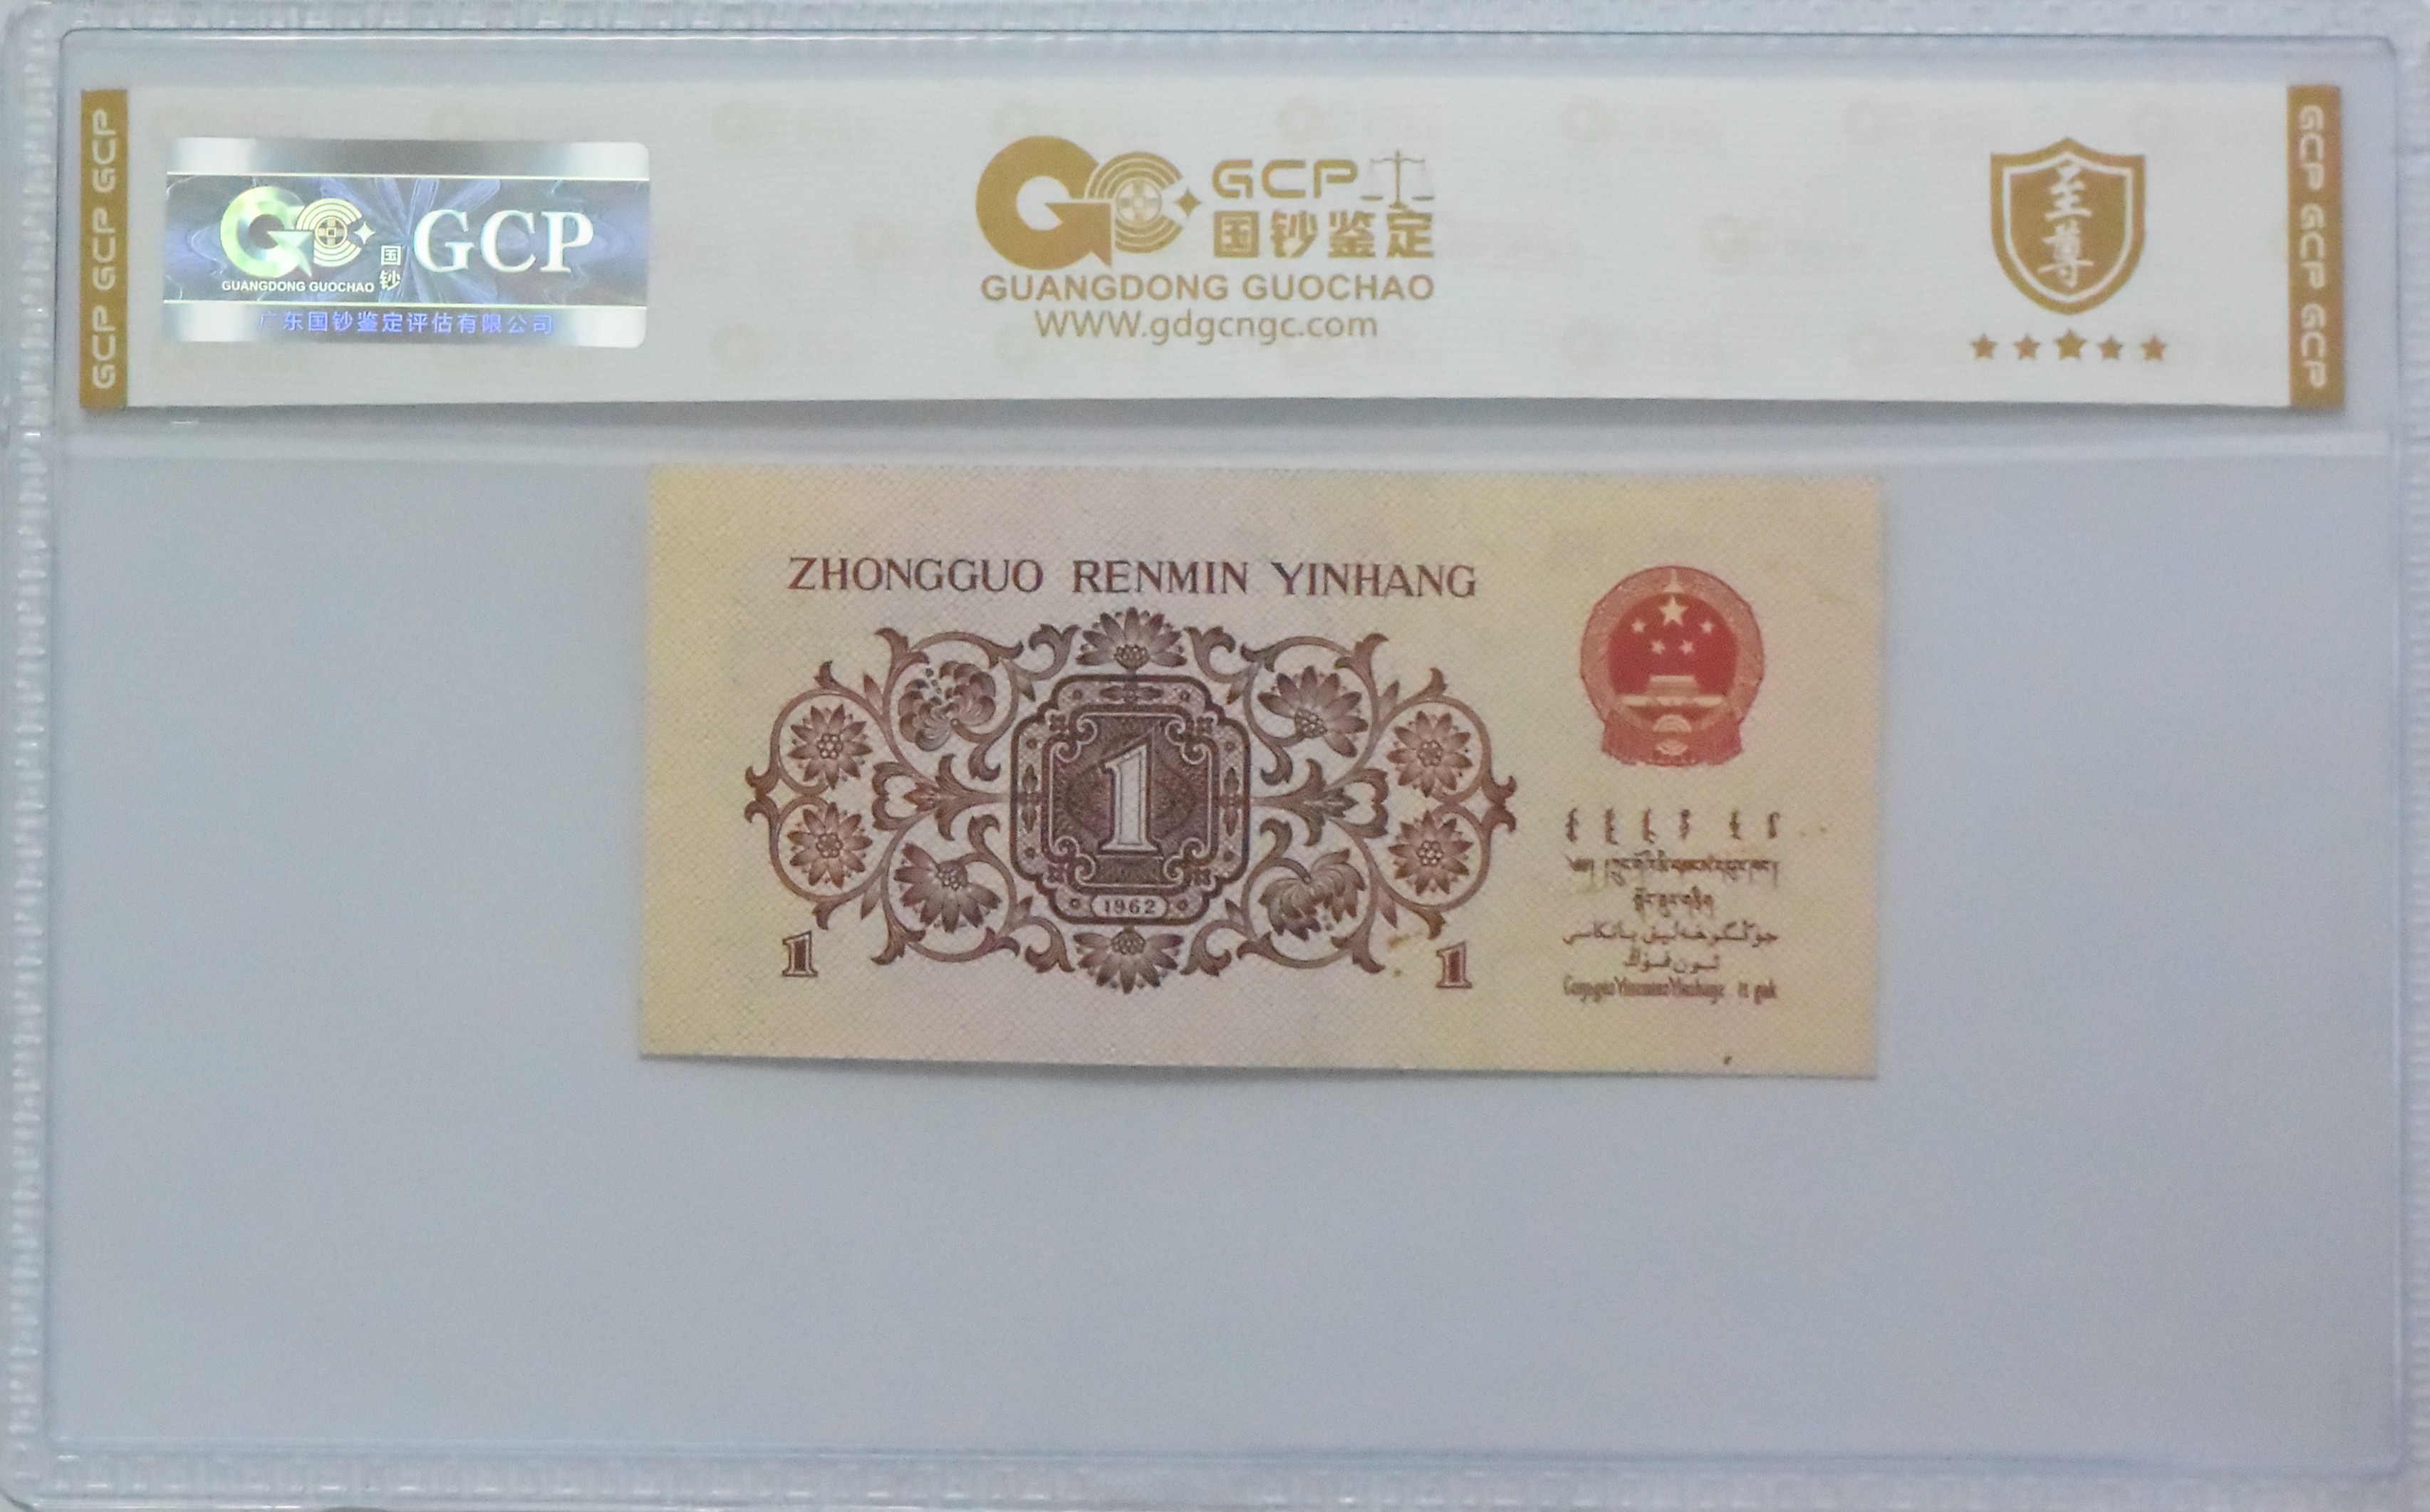 GCP GCP GCP
国钞
GCP
GUANGDONG GUOCHAO
广东国钞鉴定评估有限公司
GCP
国钞鉴定
GUANGDONG GUOCHAO
WWW.gdgcngc.com
至尊
GCP GCP GCP
ZHONGGUO RENMIN YINHANG
1
1962
1
1